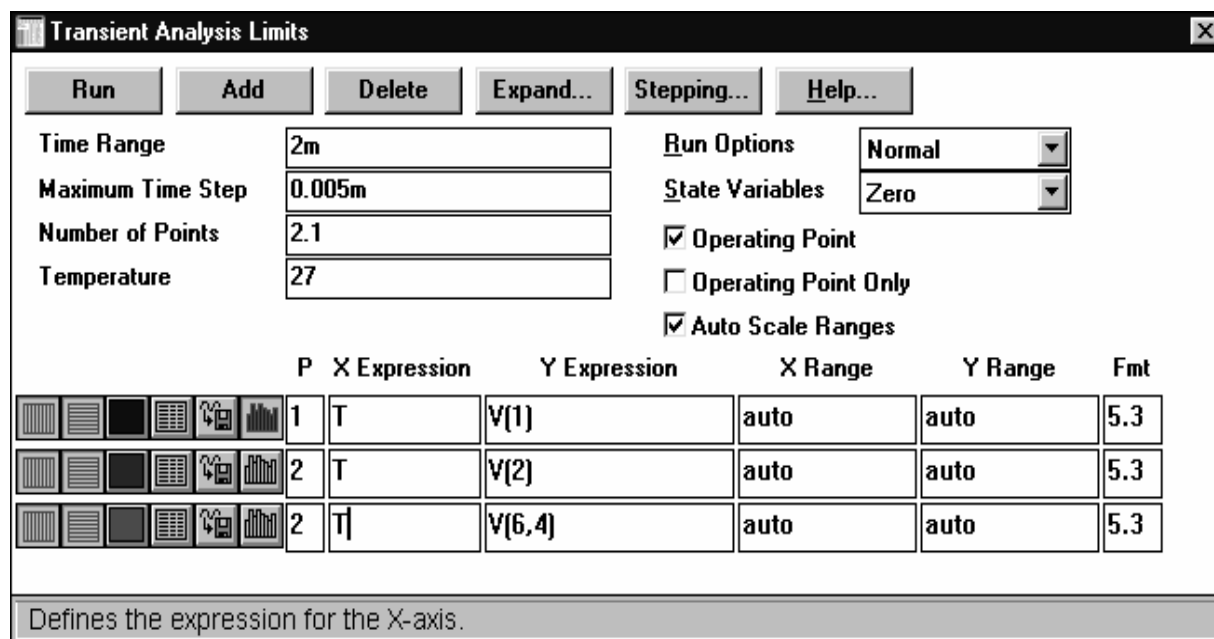 Transient Analysis Limits
Run Add Delete Expand... Stepping... Help...
Time Range 2m Run Options Normal
Maximum Time Step 0.005m State Variables Zero
Number of Points 2.1 Operating Point
Temperature 27 Operating Point Only
Auto Scale Ranges
P X Expression Y Expression X Range Y Range Fmt
1 T V(1) auto auto 5.3
2 T V(2) auto auto 5.3
2 T V(6,4) auto auto 5.3
Defines the expression for the X-axis.